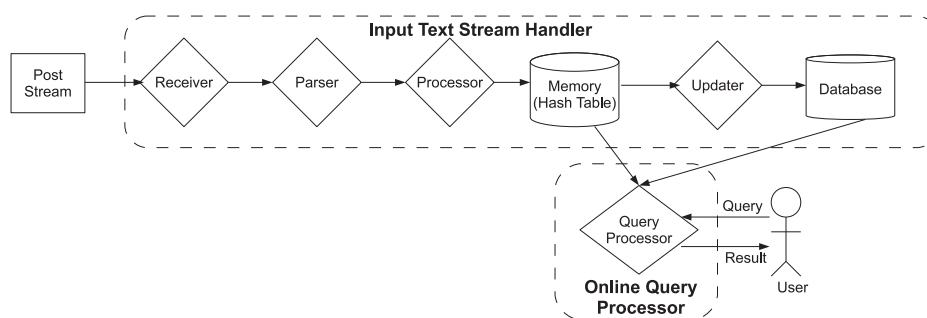 Input Text Stream Handler
Post
Stream
Receiver
Parser
Processor
Memory
(Hash Table)
Updater
Database
Query
Processor
Query
Result
User
Online Query
Processor